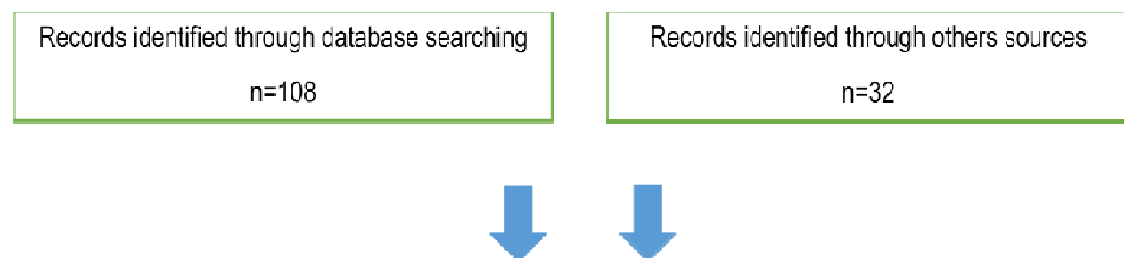 Records identified through database searching
n=108
Records identified through others sources
n=32